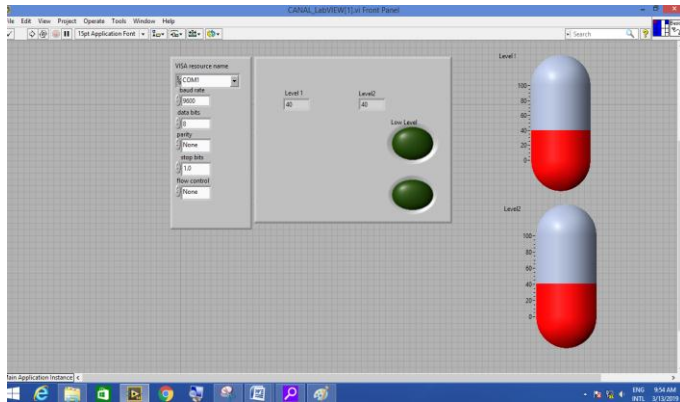 CANAL_LabVIEW[1].vi Front Panel
File Edit View Project Operate Tools Window Help
15pt Application Font
Search
VISA resource name
COM1
baud rate
9600
data bits
8
parity
None
stop bits
1.0
flow control
None
Level 1
40
Level2
40
Low Level
Level 1
100
80
60
40
20
0
Level2
100
80
60
40
20
0
Main Application Instance
ENG 9:54 AM
INTL 3/13/2019